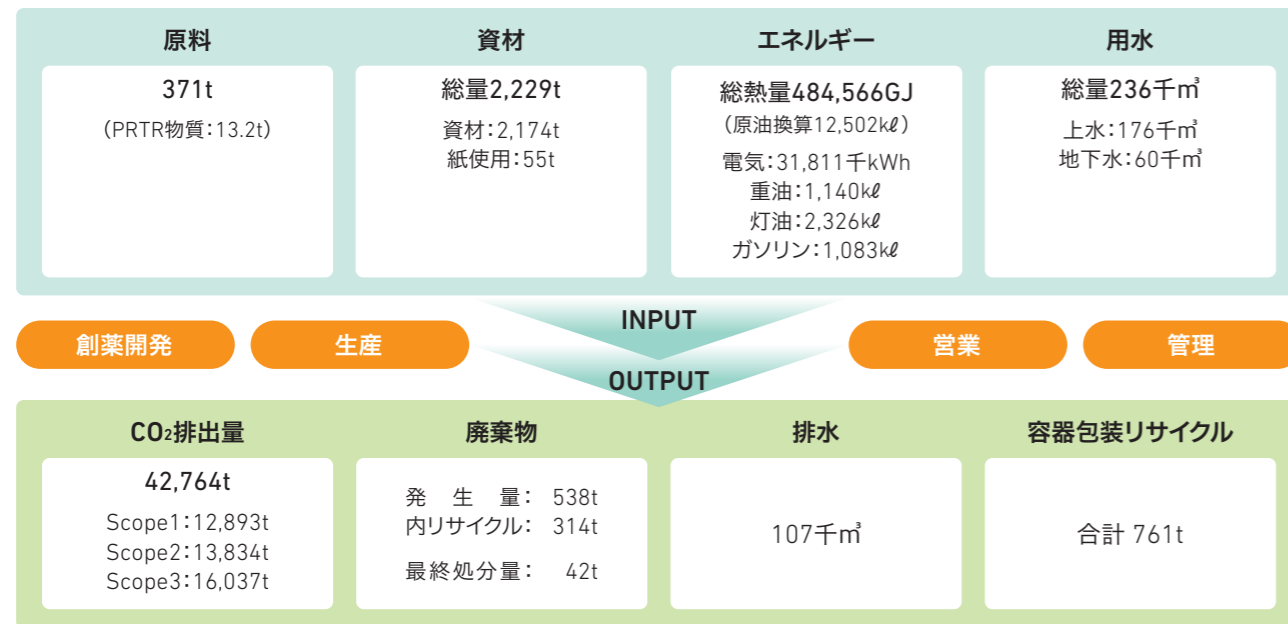 原料
371t
(PRTR物質:13.2t)
資材
総量2,229t
資材:2,174t
紙使用:55t
エネルギー
総熱量484,566GJ
(原油換算12,502kℓ)
電気:31,811千kWh
重油:1,140kℓ
灯油:2,326kℓ
ガソリン:1,083kℓ
用水
総量236千㎥
上水:176千㎥
地下水:60千㎥
INPUT
創薬開発
生産
営業
管理
OUTPUT
CO₂排出量
42,764t
Scope1:12,893t
Scope2:13,834t
Scope3:16,037t
廃棄物
発生量: 538t
内リサイクル: 314t
最終処分量: 42t
排水
107千㎥
容器包装リサイクル
合計 761t